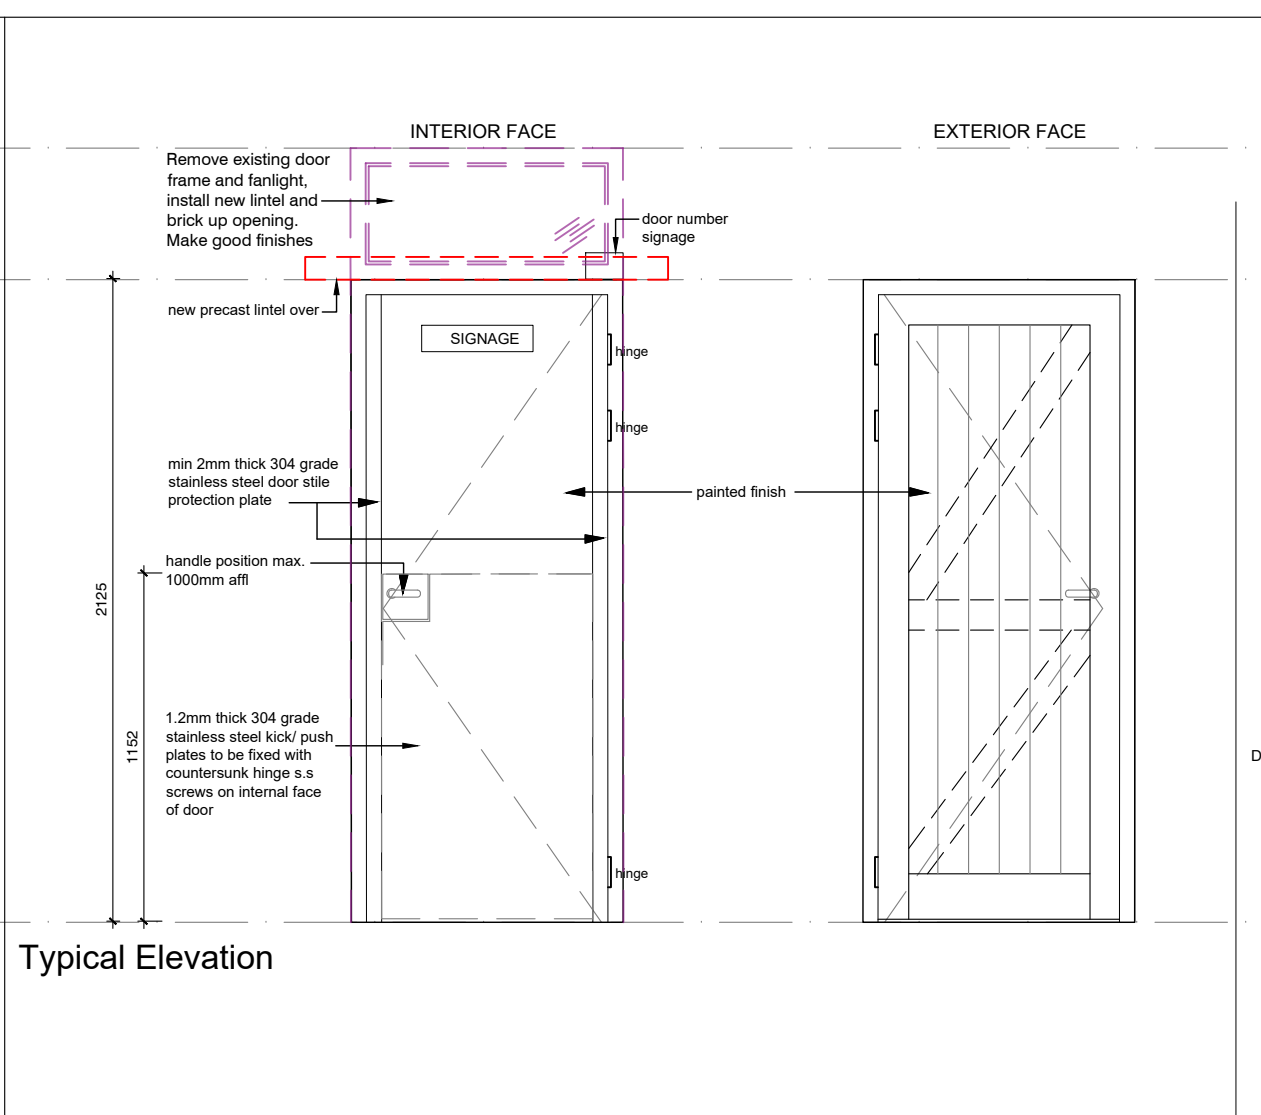 INTERIOR FACE
EXTERIOR FACE
Remove existing door
frame and fanlight,
install new lintel and
brick up opening.
Make good finishes
door number
signage
new precast lintel over
SIGNAGE
hinge
hinge
min 2mm thick 304 grade
stainless steel door stile
protection plate
painted finish
handle position max.
1000mm affl
2125
1152
1.2mm thick 304 grade
stainless steel kick/ push
plates to be fixed with
countersunk hinge s.s
screws on internal face
of door
D
hinge
Typical Elevation